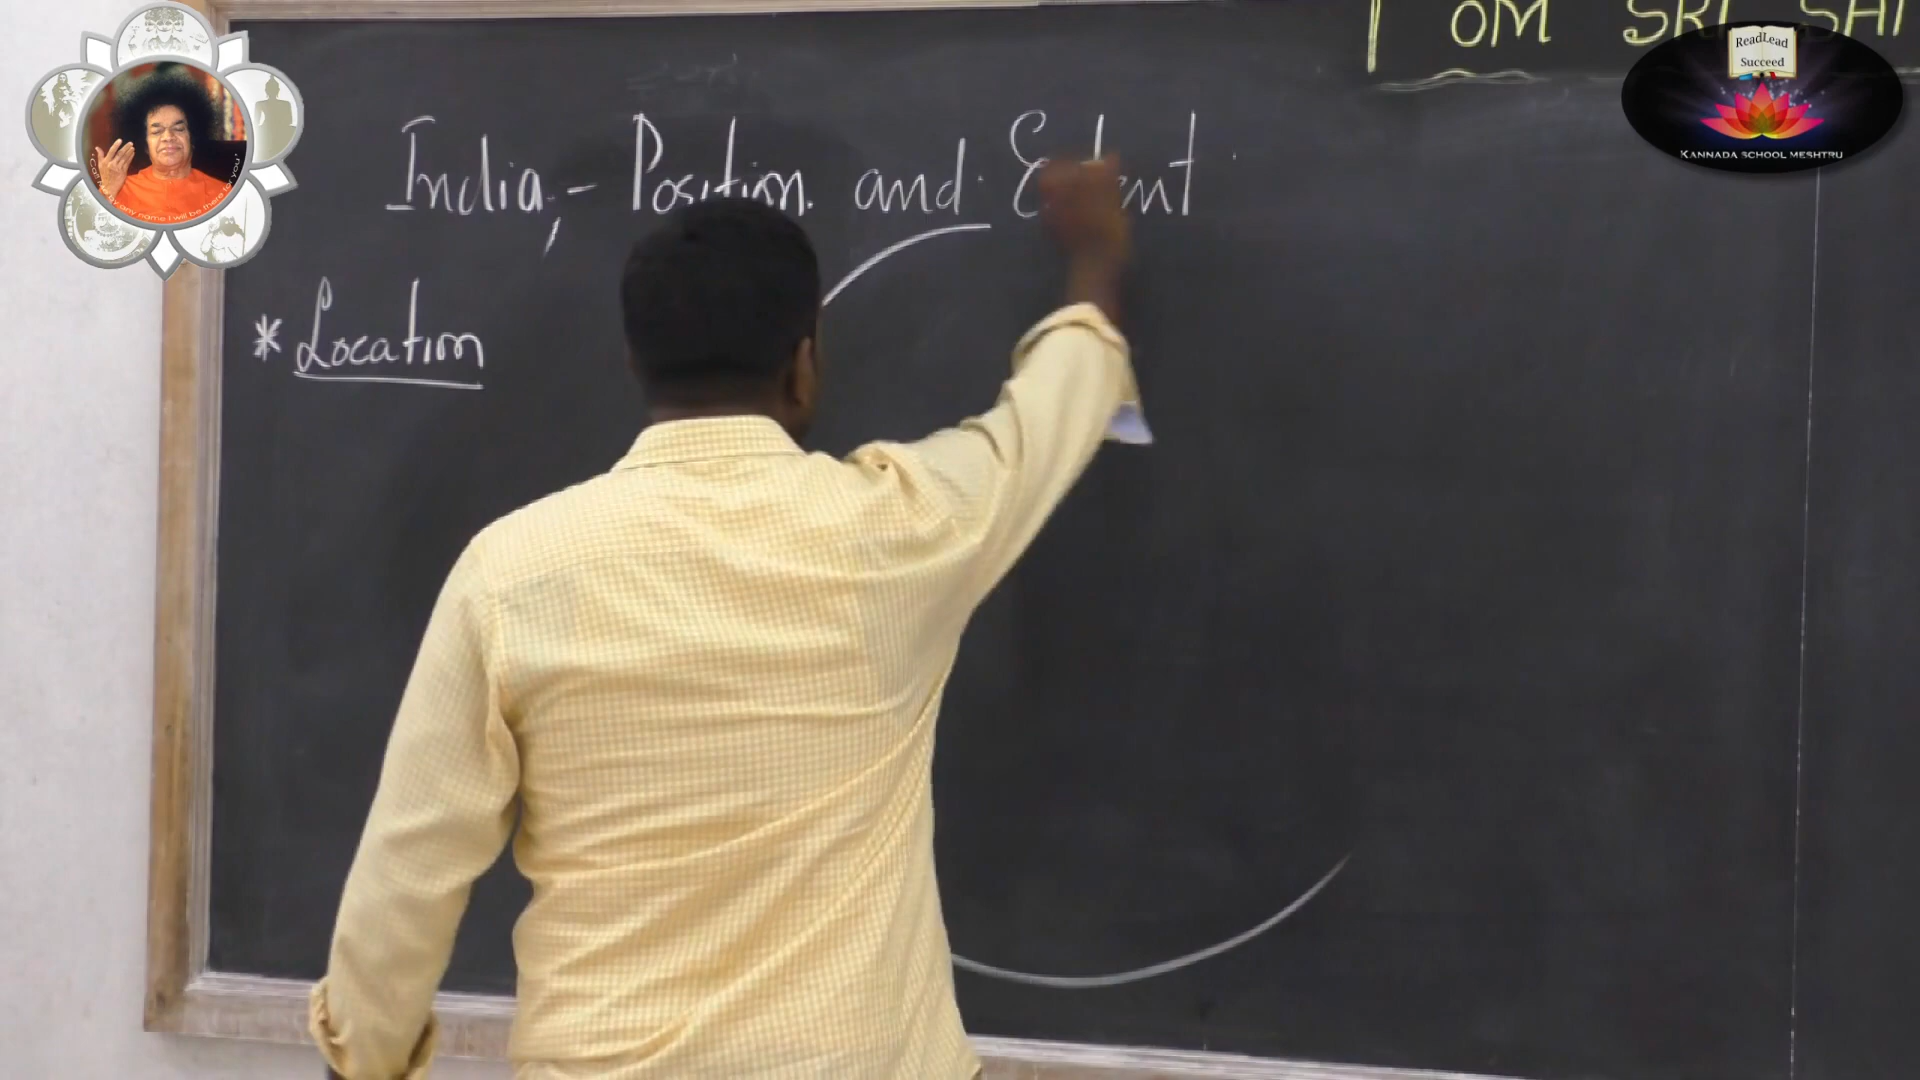 OM SRI SAI
ReadLead
Succeed
KANNADA SCHOOL MESHTRU
India,- Position and Extent
* Location